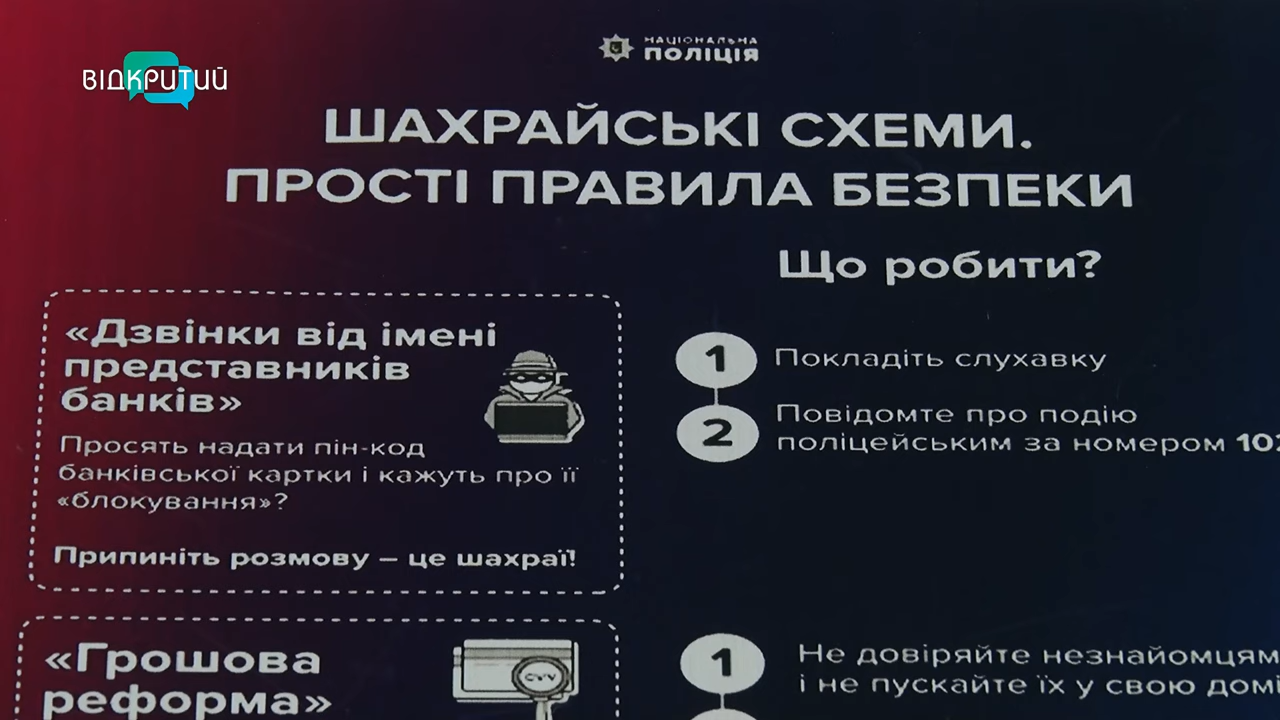 НАЦІОНАЛЬНА
ПОЛІЦІЯ
ВІДКРИТИЙ
ШАХРАЙСЬКІ СХЕМИ.
ПРОСТІ ПРАВИЛА БЕЗПЕКИ
Що робити?
«Дзвінки від імені
представників
банків»
Просять надати пін-код
банківської картки і кажуть про її
«блокування»?
Припиніть розмову – це шахраї!
1
Покладіть слухавку
2
Повідомте про подію
поліцейським за номером
«Грошова
реформа»
CVV
1
Не довіряйте незнайомцям
і не пускайте їх у свою